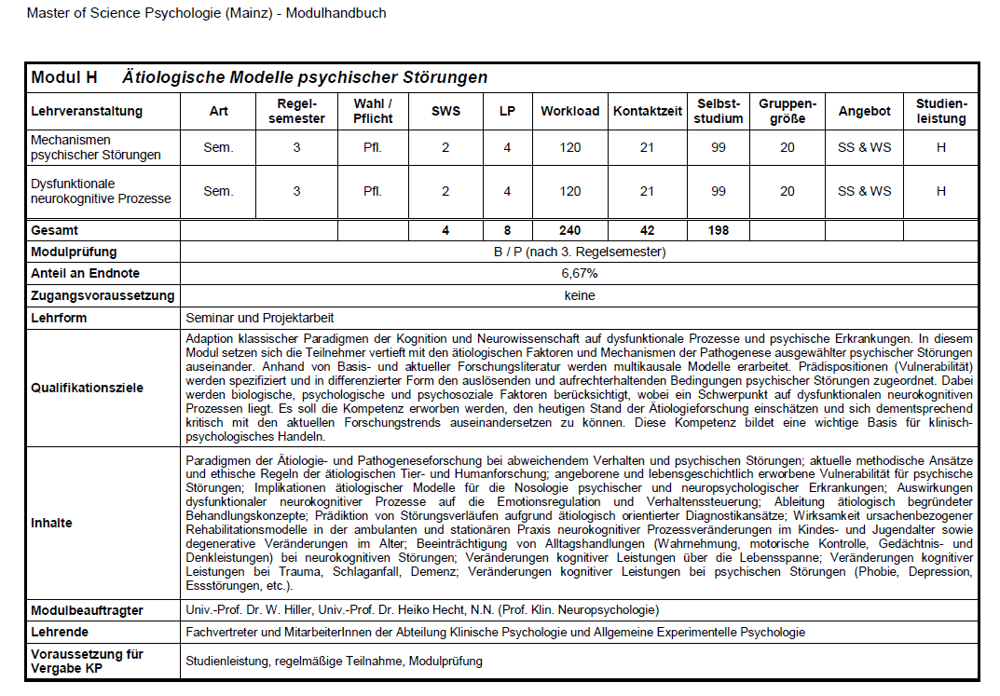 Master of Science Psychologie (Mainz) - Modulhandbuch
Modul H Ätiologische Modelle psychischer Störungen
Lehrveranstaltung Art Regel-semester Wahl / Pflicht SWS LP Workload Kontaktzeit Selbst-studium Gruppen-größe Angebot Studien-leistung
Mechanismen
psychischer Störungen Sem. 3 Pfl. 2 4 120 21 99 20 SS & WS H
Dysfunktionale
neurokognitive Prozesse Sem. 3 Pfl. 2 4 120 21 99 20 SS & WS H
Gesamt 4 8 240 42 198
Modulprüfung B / P (nach 3. Regelsemester)
Anteil an Endnote 6,67%
Zugangsvoraussetzung keine
Lehrform Seminar und Projektarbeit
Qualifikationsziele
Adaption klassischer Paradigmen der Kognition und Neurowissenschaft auf dysfunktionale Prozesse und psychische Erkrankungen. In diesem
Modul setzen sich die Teilnehmer vertieft mit den ätiologischen Faktoren und Mechanismen der Pathogenese ausgewählter psychischer Störungen
auseinander. Anhand von Basis- und aktueller Forschungsliteratur werden multikausale Modelle erarbeitet. Prädispositionen (Vulnerabilität)
werden spezifiziert und in differenzierter Form den auslösenden und aufrechterhaltenden Bedingungen psychischer Störungen zugeordnet. Dabei
werden biologische, psychologische und psychosoziale Faktoren berücksichtigt, wobei ein Schwerpunkt auf dysfunktionalen neurokognitiven
Prozessen liegt. Es soll die Kompetenz erworben werden, den heutigen Stand der Ätiologieforschung einschätzen und sich dementsprechend
kritisch mit den aktuellen Forschungstrends auseinandersetzen zu können. Diese Kompetenz bildet eine wichtige Basis für klinisch-
psychologisches Handeln.
Inhalte
Paradigmen der Ätiologie- und Pathogeneseforschung bei abweichendem Verhalten und psychischen Störungen; aktuelle methodische Ansätze
und ethische Regeln der ätiologischen Tier- und Humanforschung; angeborene und lebensgeschichtlich erworbene Vulnerabilität für psychische
Störungen; Implikationen ätiologischer Modelle für die Nosologie psychischer und neuropsychologischer Erkrankungen; Auswirkungen
dysfunktionaler neurokognitiver Prozesse auf die Emotionsregulation und Verhaltenssteuerung; Ableitung ätiologisch begründeter
Behandlungskonzepte; Prädiktion von Störungsverläufen aufgrund ätiologisch orientierter Diagnostikansätze; Wirksamkeit ursachenbezogener
Rehabilitationsmodelle in der ambulanten und stationären Praxis neurokognitiver Prozessveränderungen im Kindes- und Jugendalter sowie
degenerative Veränderungen im Alter; Beeinträchtigung von Alltagshandlungen (Wahrnehmung, motorische Kontrolle, Gedächtnis- und
Denkleistungen) bei neurokognitiven Störungen; Veränderungen kognitiver Leistungen über die Lebensspanne; Veränderungen kognitiver
Leistungen bei Trauma, Schlaganfall, Demenz; Veränderungen kognitiver Leistungen bei psychischen Störungen (Phobie, Depression,
Essstörungen, etc.).
Modulbeauftragter Univ.-Prof. Dr. W. Hiller, Univ.-Prof. Dr. Heiko Hecht, N.N. (Prof. Klin. Neuropsychologie)
Lehrende Fachvertreter und MitarbeiterInnen der Abteilung Klinische Psychologie und Allgemeine Experimentelle Psychologie
Voraussetzung für
Vergabe KP Studienleistung, regelmäßige Teilnahme, Modulprüfung